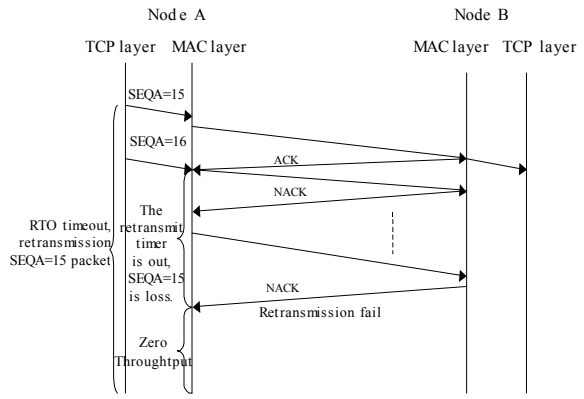 Node A
Node B
TCP layer
MAC layer
MAC layer
TCP layer
SEQA=15
SEQA=16
ACK
NACK
RTO timeout,
retransmission
SEQA=15 packet
The
retransmit
timer
is out,
SEQA=15
is loss.
NACK
Retransmission fail
Zero
Throughtput